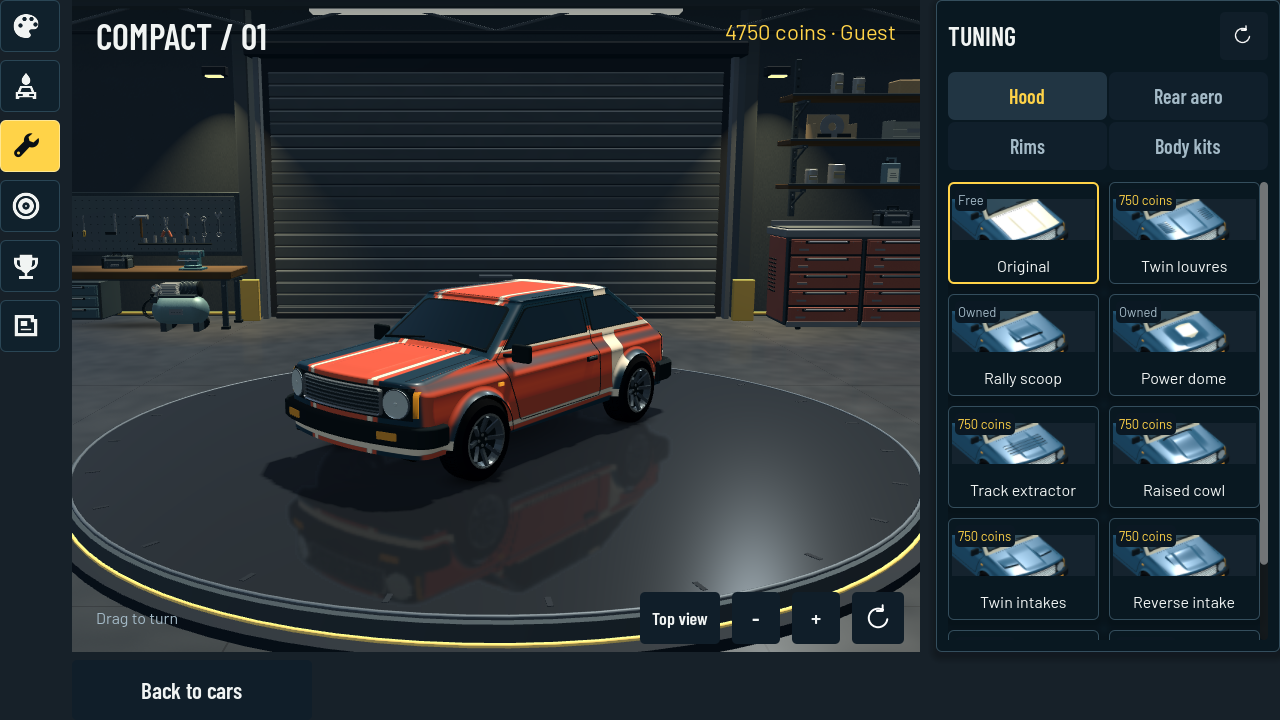 COMPACT / 01
4750 coins · Guest
TUNING
Hood
Rear aero
Rims
Body kits
Free
Original
750 coins
Twin louvres
Owned
Rally scoop
Owned
Power dome
750 coins
Track extractor
750 coins
Raised cowl
750 coins
Twin intakes
750 coins
Reverse intake
Drag to turn
Top view
-
+
Back to cars